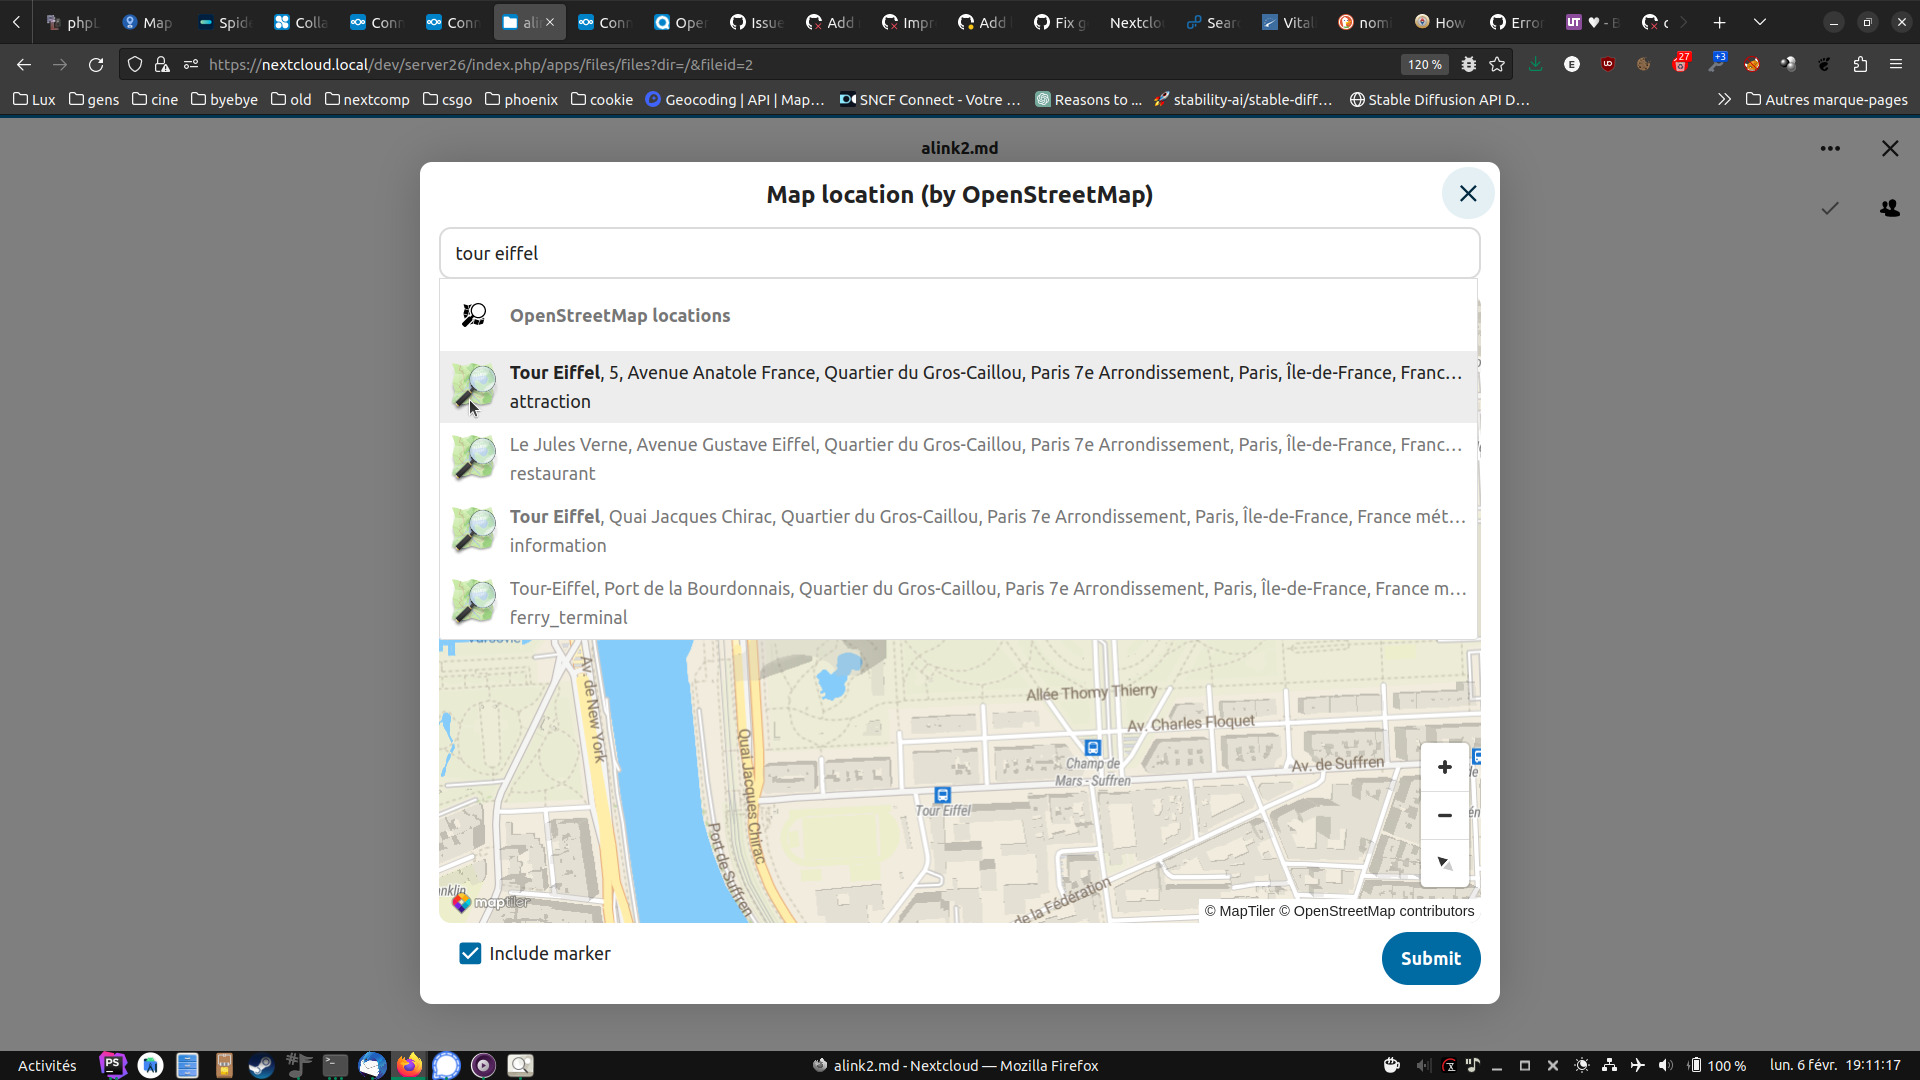 phpL
Map
Spide
Colla
Conn
Conn
alin
Conn
Open
Issue
Add
Impr
Add
Fix g
Nextclou
Sear
Vital
nomi
How
Erro
♥ - B
https://nextcloud.local/dev/server26/index.php/apps/files/files?dir=/&fileid=2
120 %
27
+3
Lux
gens
cine
byebye
old
nextcomp
csgo
phoenix
cookie
Geocoding | API | Map…
SNCF Connect - Votre …
Reasons to …
stability-ai/stable-diff…
Stable Diffusion API D…
Autres marque-pages
alink2.md
Map location (by OpenStreetMap)
tour eiffel
OpenStreetMap locations
Tour Eiffel, 5, Avenue Anatole France, Quartier du Gros-Caillou, Paris 7e Arrondissement, Paris, Île-de-France, Franc…
attraction
Le Jules Verne, Avenue Gustave Eiffel, Quartier du Gros-Caillou, Paris 7e Arrondissement, Paris, Île-de-France, Franc…
restaurant
Tour Eiffel, Quai Jacques Chirac, Quartier du Gros-Caillou, Paris 7e Arrondissement, Paris, Île-de-France, France mét…
information
Tour-Eiffel, Port de la Bourdonnais, Quartier du Gros-Caillou, Paris 7e Arrondissement, Paris, Île-de-France, France m…
ferry_terminal
Av. de New York
Allée Thomy Thierry
Av. Charles Floquet
Quai Jacques Chirac
Champ de
Mars - Suffren
Av. de Suffren
Tour Eiffel
Port de Suffren
nklin
de la Fédération
maptiler
© MapTiler © OpenStreetMap contributors
Include marker
Submit
Activités
alink2.md - Nextcloud — Mozilla Firefox
100 %
lun. 6 févr. 19:11:17